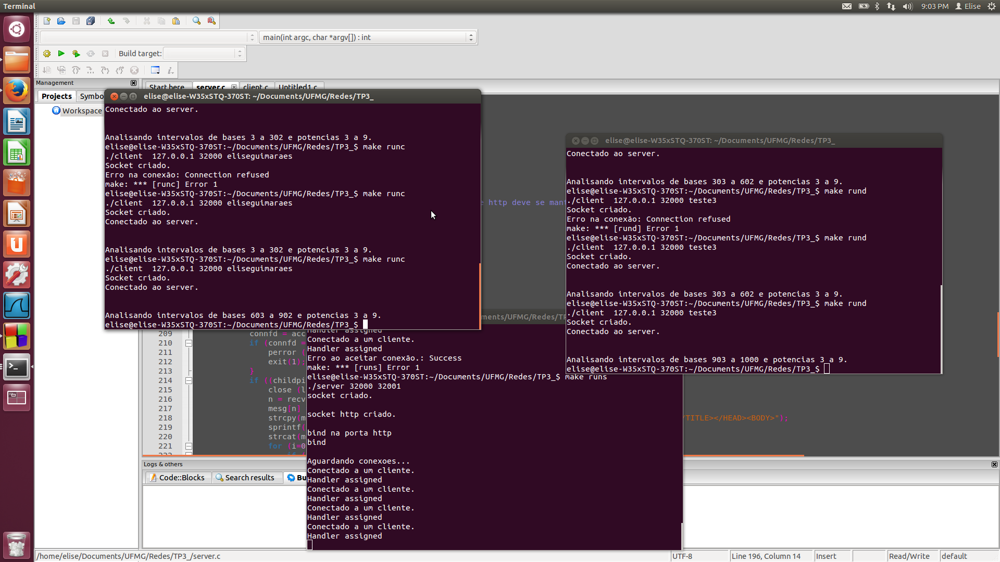 Terminal
9:03 PM
Elise
main(int argc, char *argv[]) : int
Build target:
Management
Projects
Symbo
Workspace
Start here
server.c
client.c
Untitled1.c
elise@elise-W35xSTQ-370ST: ~/Documents/UFMG/Redes/TP3_
Conectado ao server.
Analisando intervalos de bases 3 a 302 e potencias 3 a 9.
elise@elise-W35xSTQ-370ST:~/Documents/UFMG/Redes/TP3_$ make runc
./client  127.0.0.1 32000 eliseguimaraes
Socket criado.
Erro na conexão: Connection refused
make: *** [runc] Error 1
elise@elise-W35xSTQ-370ST:~/Documents/UFMG/Redes/TP3_$ make runc
./client  127.0.0.1 32000 eliseguimaraes
Socket criado.
Conectado ao server.
Analisando intervalos de bases 3 a 302 e potencias 3 a 9.
elise@elise-W35xSTQ-370ST:~/Documents/UFMG/Redes/TP3_$ make runc
./client  127.0.0.1 32000 eliseguimaraes
Socket criado.
Conectado ao server.
Analisando intervalos de bases 603 a 902 e potencias 3 a 9.
elise@elise-W35xSTQ-370ST:~/Documents/UFMG/Redes/TP3_$
e http deve se mant
elise@elise-W35xSTQ-370ST: ~/Documents/UFMG/Redes/TP3_
Conectado ao server.
Analisando intervalos de bases 303 a 602 e potencias 3 a 9.
elise@elise-W35xSTQ-370ST:~/Documents/UFMG/Redes/TP3_$ make rund
./client  127.0.0.1 32000 teste3
Socket criado.
Erro na conexão: Connection refused
make: *** [rund] Error 1
elise@elise-W35xSTQ-370ST:~/Documents/UFMG/Redes/TP3_$ make rund
./client  127.0.0.1 32000 teste3
Socket criado.
Conectado ao server.
Analisando intervalos de bases 303 a 602 e potencias 3 a 9.
elise@elise-W35xSTQ-370ST:~/Documents/UFMG/Redes/TP3_$ make rund
./client  127.0.0.1 32000 teste3
Socket criado.
Conectado ao server.
Analisando intervalos de bases 903 a 1000 e potencias 3 a 9.
elise@elise-W35xSTQ-370ST:~/Documents/UFMG/Redes/TP3_$
ments/UFMG/Redes/TP
Handler assigned
Conectado a um cliente.
Handler assigned
Erro ao aceitar conexão.: Success
make: *** [runs] Error 1
elise@elise-W35xSTQ-370ST:~/Documents/UFMG/Redes/TP3_$ make runs
./server 32000 32001
socket criado.
socket http criado.
bind na porta http
bind
Aguardando conexoes...
Conectado a um cliente.
Handler assigned
Conectado a um cliente.
Handler assigned
Conectado a um cliente.
Handler assigned
Conectado a um cliente.
Handler assigned
209 connfd = acc
210 if (connfd =
211 perror (
212 exit(1);
213 }
214 if ((childpi
215 close (l
216 n = recv
217 mesg[n]
218 strcpy(m
219 sprintf(
220 strcat(m
221 for (i=0
/TITLE></HEAD><BODY>");
Logs & others
Code::Blocks
Search results
Bu
/home/elise/Documents/UFMG/Redes/TP3_/server.c
UTF-8
Line 196, Column 14
Insert
Read/Write
default